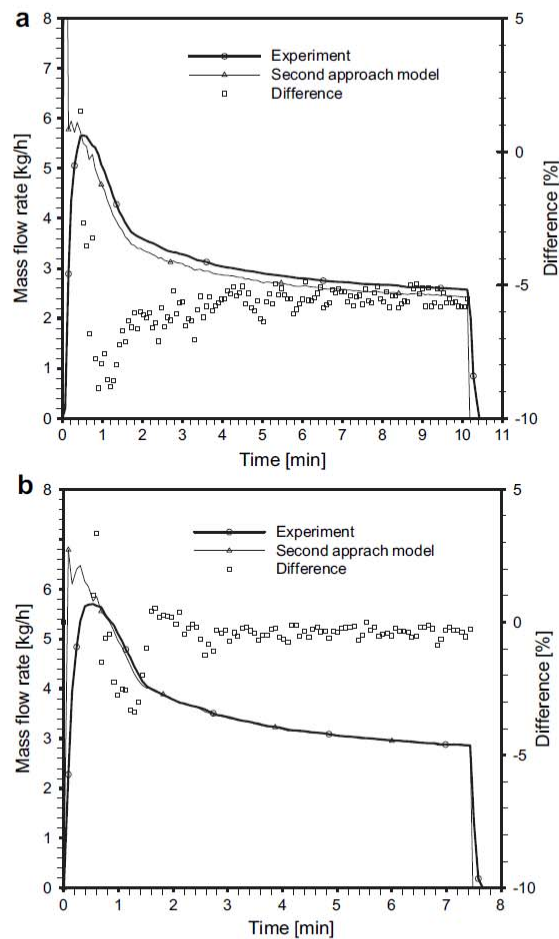 a
8
7
6
5
4
3
2
1
0
Mass flow rate [kg/h]
Experiment
Second approach model
Difference
5
0
-5
-10
Difference [%]
0 1 2 3 4 5 6 7 8 9 10 11
Time [min]
b
8
6
5
4
3
2
1
0
Mass flow rate [kg/h]
Experiment
Second apprach model
Difference
5
0
-5
-10
Difference [%]
0 1 2 3 4 5 6 7 8
Time [min]